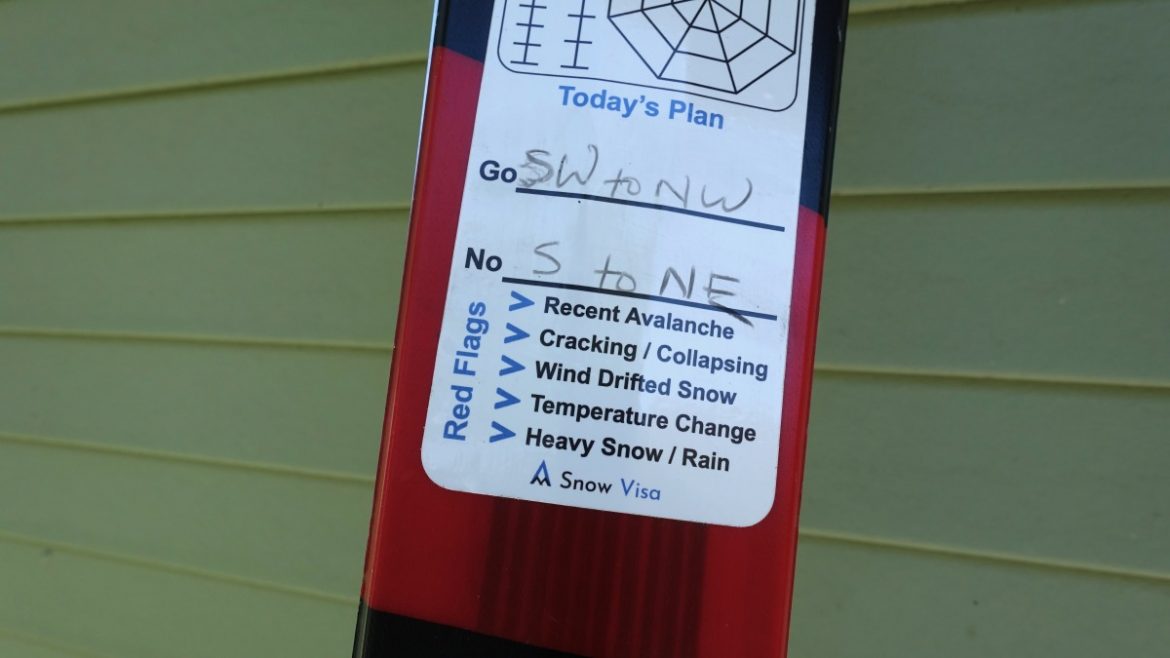 Today's Plan
Go SW to NW
No S to NE
Red Flags
Recent Avalanche
Cracking / Collapsing
Wind Drifted Snow
Temperature Change
Heavy Snow / Rain
Snow Visa